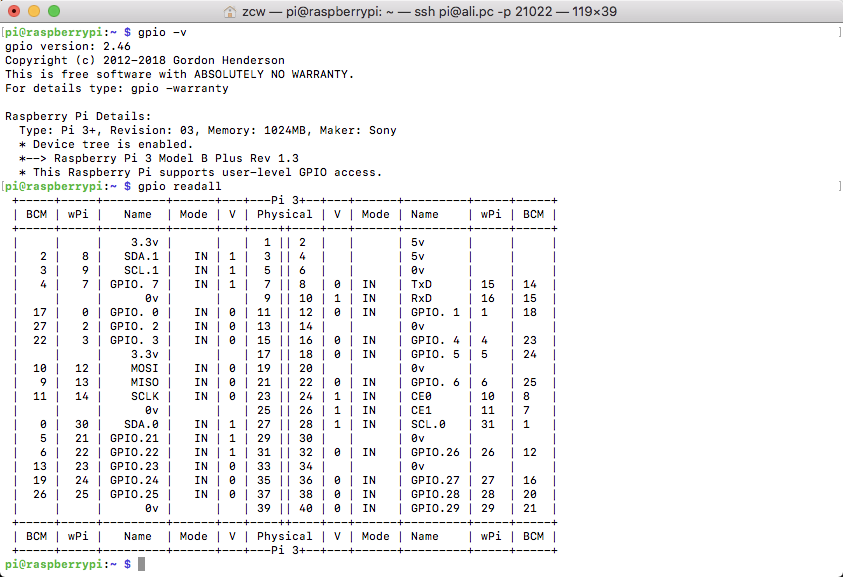 zcw — pi@raspberrypi: ~ — ssh pi@ali.pc -p 21022 — 119×39
[pi@raspberrypi:~ $ gpio -v                                                                                            ]
gpio version: 2.46
Copyright (c) 2012-2018 Gordon Henderson
This is free software with ABSOLUTELY NO WARRANTY.
For details type: gpio -warranty

Raspberry Pi Details:
  Type: Pi 3+, Revision: 03, Memory: 1024MB, Maker: Sony
  * Device tree is enabled.
  *--> Raspberry Pi 3 Model B Plus Rev 1.3
  * This Raspberry Pi supports user-level GPIO access.
[pi@raspberrypi:~ $ gpio readall                                                                                       ]
 +-----+-----+---------+------+---+---Pi 3+--+---+------+---------+-----+-----+
 | BCM | wPi |   Name  | Mode | V | Physical | V | Mode | Name    | wPi | BCM |
 +-----+-----+---------+------+---+----++----+---+------+---------+-----+-----+
 |     |     |    3.3v |      |   |  1 || 2  |   |      | 5v      |     |     |
 |   2 |   8 |   SDA.1 |   IN | 1 |  3 || 4  |   |      | 5v      |     |     |
 |   3 |   9 |   SCL.1 |   IN | 1 |  5 || 6  |   |      | 0v      |     |     |
 |   4 |   7 | GPIO. 7 |   IN | 1 |  7 || 8  | 0 | IN   | TxD     | 15  | 14  |
 |     |     |      0v |      |   |  9 || 10 | 1 | IN   | RxD     | 16  | 15  |
 |  17 |   0 | GPIO. 0 |   IN | 0 | 11 || 12 | 0 | IN   | GPIO. 1 | 1   | 18  |
 |  27 |   2 | GPIO. 2 |   IN | 0 | 13 || 14 |   |      | 0v      |     |     |
 |  22 |   3 | GPIO. 3 |   IN | 0 | 15 || 16 | 0 | IN   | GPIO. 4 | 4   | 23  |
 |     |     |    3.3v |      |   | 17 || 18 | 0 | IN   | GPIO. 5 | 5   | 24  |
 |  10 |  12 |    MOSI |   IN | 0 | 19 || 20 |   |      | 0v      |     |     |
 |   9 |  13 |    MISO |   IN | 0 | 21 || 22 | 0 | IN   | GPIO. 6 | 6   | 25  |
 |  11 |  14 |    SCLK |   IN | 0 | 23 || 24 | 1 | IN   | CE0     | 10  | 8   |
 |     |     |      0v |      |   | 25 || 26 | 1 | IN   | CE1     | 11  | 7   |
 |   0 |  30 |   SDA.0 |   IN | 1 | 27 || 28 | 1 | IN   | SCL.0   | 31  | 1   |
 |   5 |  21 | GPIO.21 |   IN | 1 | 29 || 30 |   |      | 0v      |     |     |
 |   6 |  22 | GPIO.22 |   IN | 1 | 31 || 32 | 0 | IN   | GPIO.26 | 26  | 12  |
 |  13 |  23 | GPIO.23 |   IN | 0 | 33 || 34 |   |      | 0v      |     |     |
 |  19 |  24 | GPIO.24 |   IN | 0 | 35 || 36 | 0 | IN   | GPIO.27 | 27  | 16  |
 |  26 |  25 | GPIO.25 |   IN | 0 | 37 || 38 | 0 | IN   | GPIO.28 | 28  | 20  |
 |     |     |      0v |      |   | 39 || 40 | 0 | IN   | GPIO.29 | 29  | 21  |
 +-----+-----+---------+------+---+----++----+---+------+---------+-----+-----+
 | BCM | wPi |   Name  | Mode | V | Physical | V | Mode | Name    | wPi | BCM |
 +-----+-----+---------+------+---+---Pi 3+--+---+------+---------+-----+-----+
pi@raspberrypi:~ $